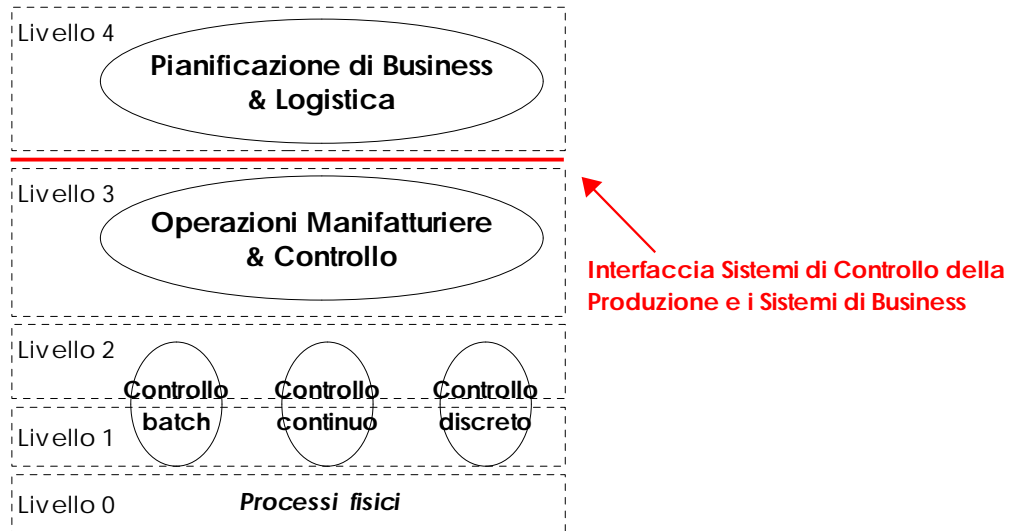 Livello 4
Pianificazione di Business
& Logistica
Livello 3
Operazioni Manifatturiere
& Controllo
Interfaccia Sistemi di Controllo della
Produzione e i Sistemi di Business
Livello 2
Controllo
batch
Controllo
continuo
Controllo
discreto
Livello 1
Livello 0
Processi fisici